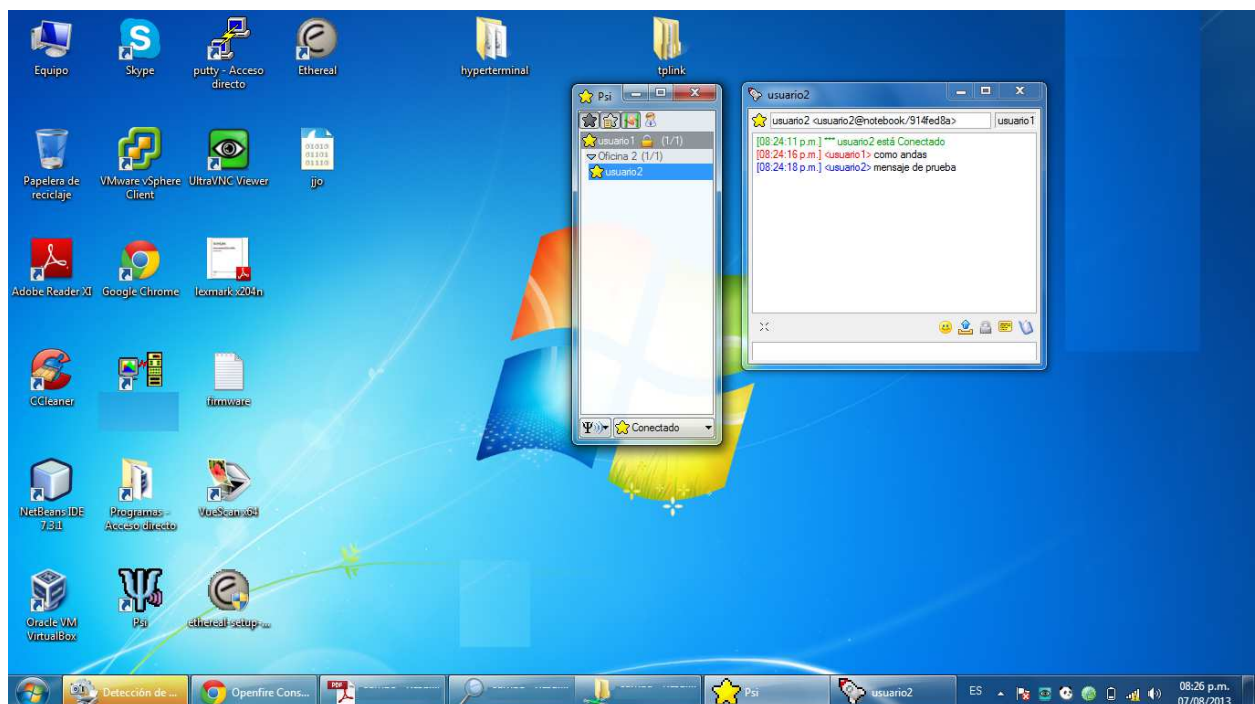 Equipo
Skype
putty - Acceso
directo
Ethereal
hyperterminal
tplink
Papelera de
reciclaje
VMware vSphere
Client
UltraVNC Viewer
jjo
Adobe Reader XI
Google Chrome
lexmark x204n
CCleaner
firmware
NetBeans IDE
7.3.1
Programas -
Acceso directo
VueScan x64
Oracle VM
VirtualBox
Psi
ethereal-setup-...
Psi
usuario1 (1/1)
Oficina 2 (1/1)
usuario2
Conectado
usuario2
usuario2 <usuario2@notebook/914fed8a>
usuario1
[08:24:11 p.m.] *** usuario2 está Conectado
[08:24:16 p.m.] <usuario1> como andas
[08:24:18 p.m.] <usuario2> mensaje de prueba
Detección de ...
Openfire Cons...
Psi
usuario2
ES
08:26 p.m.
07/08/2013